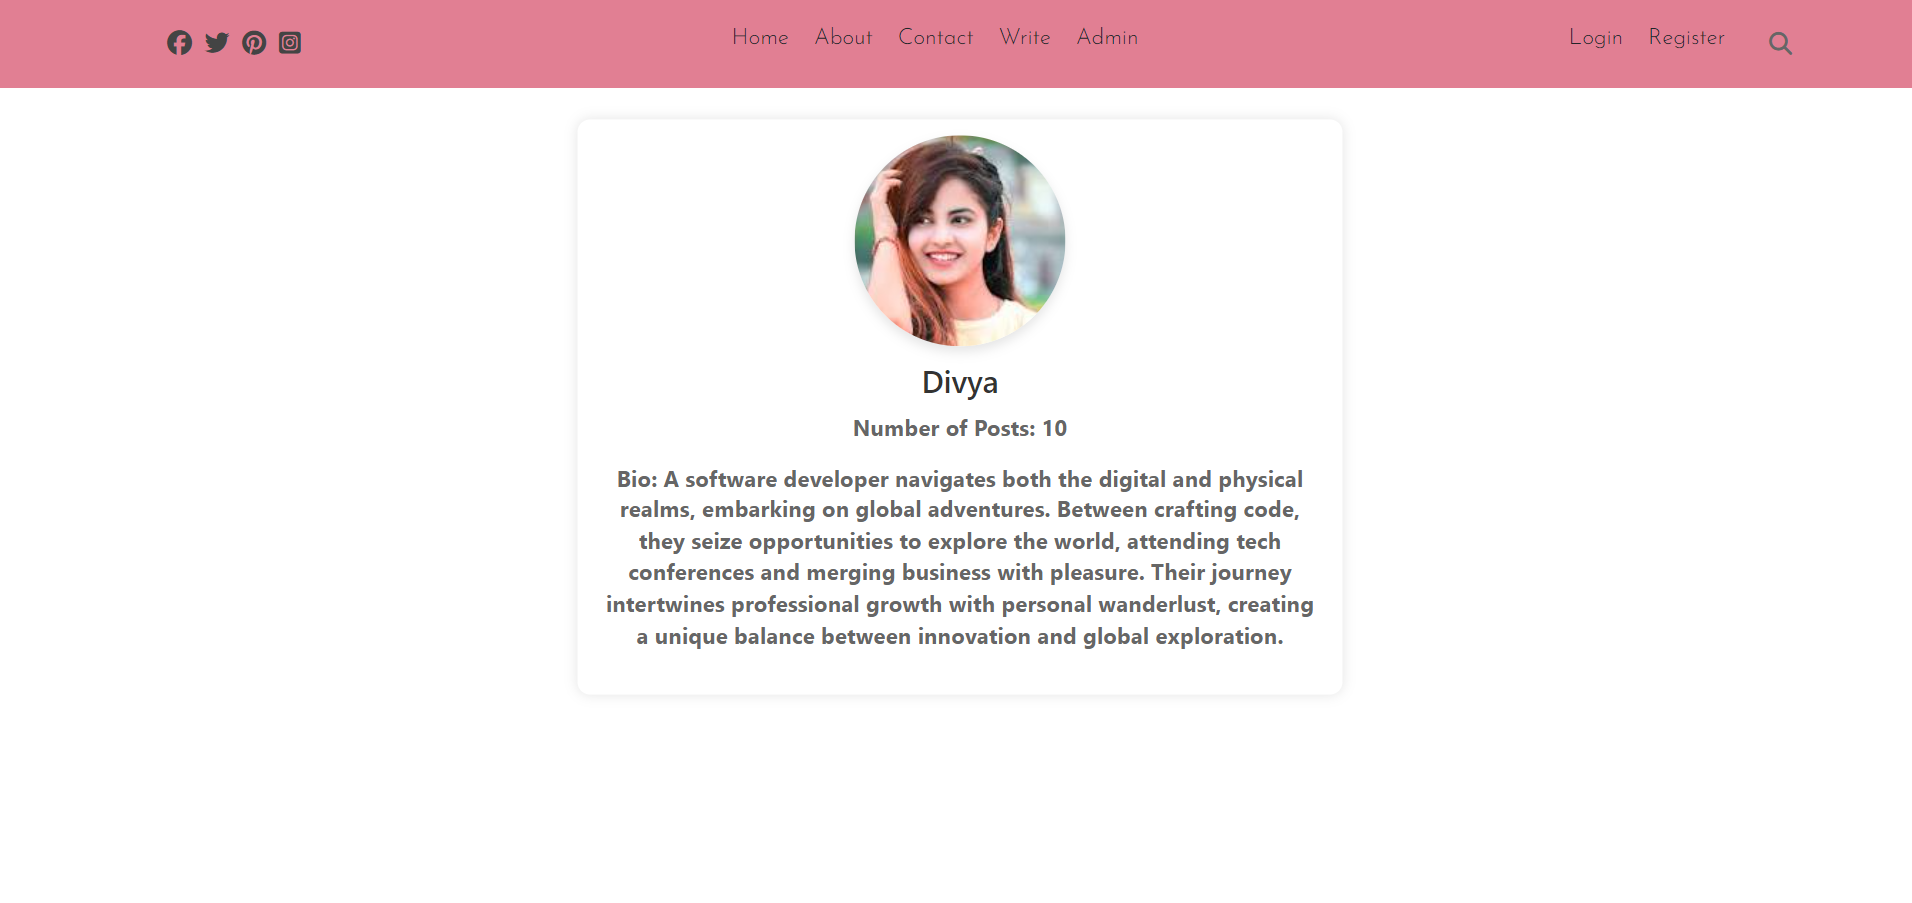 Home About Contact Write Admin Login Register
Divya
Number of Posts: 10
Bio: A software developer navigates both the digital and physical
realms, embarking on global adventures. Between crafting code,
they seize opportunities to explore the world, attending tech
conferences and merging business with pleasure. Their journey
intertwines professional growth with personal wanderlust, creating
a unique balance between innovation and global exploration.